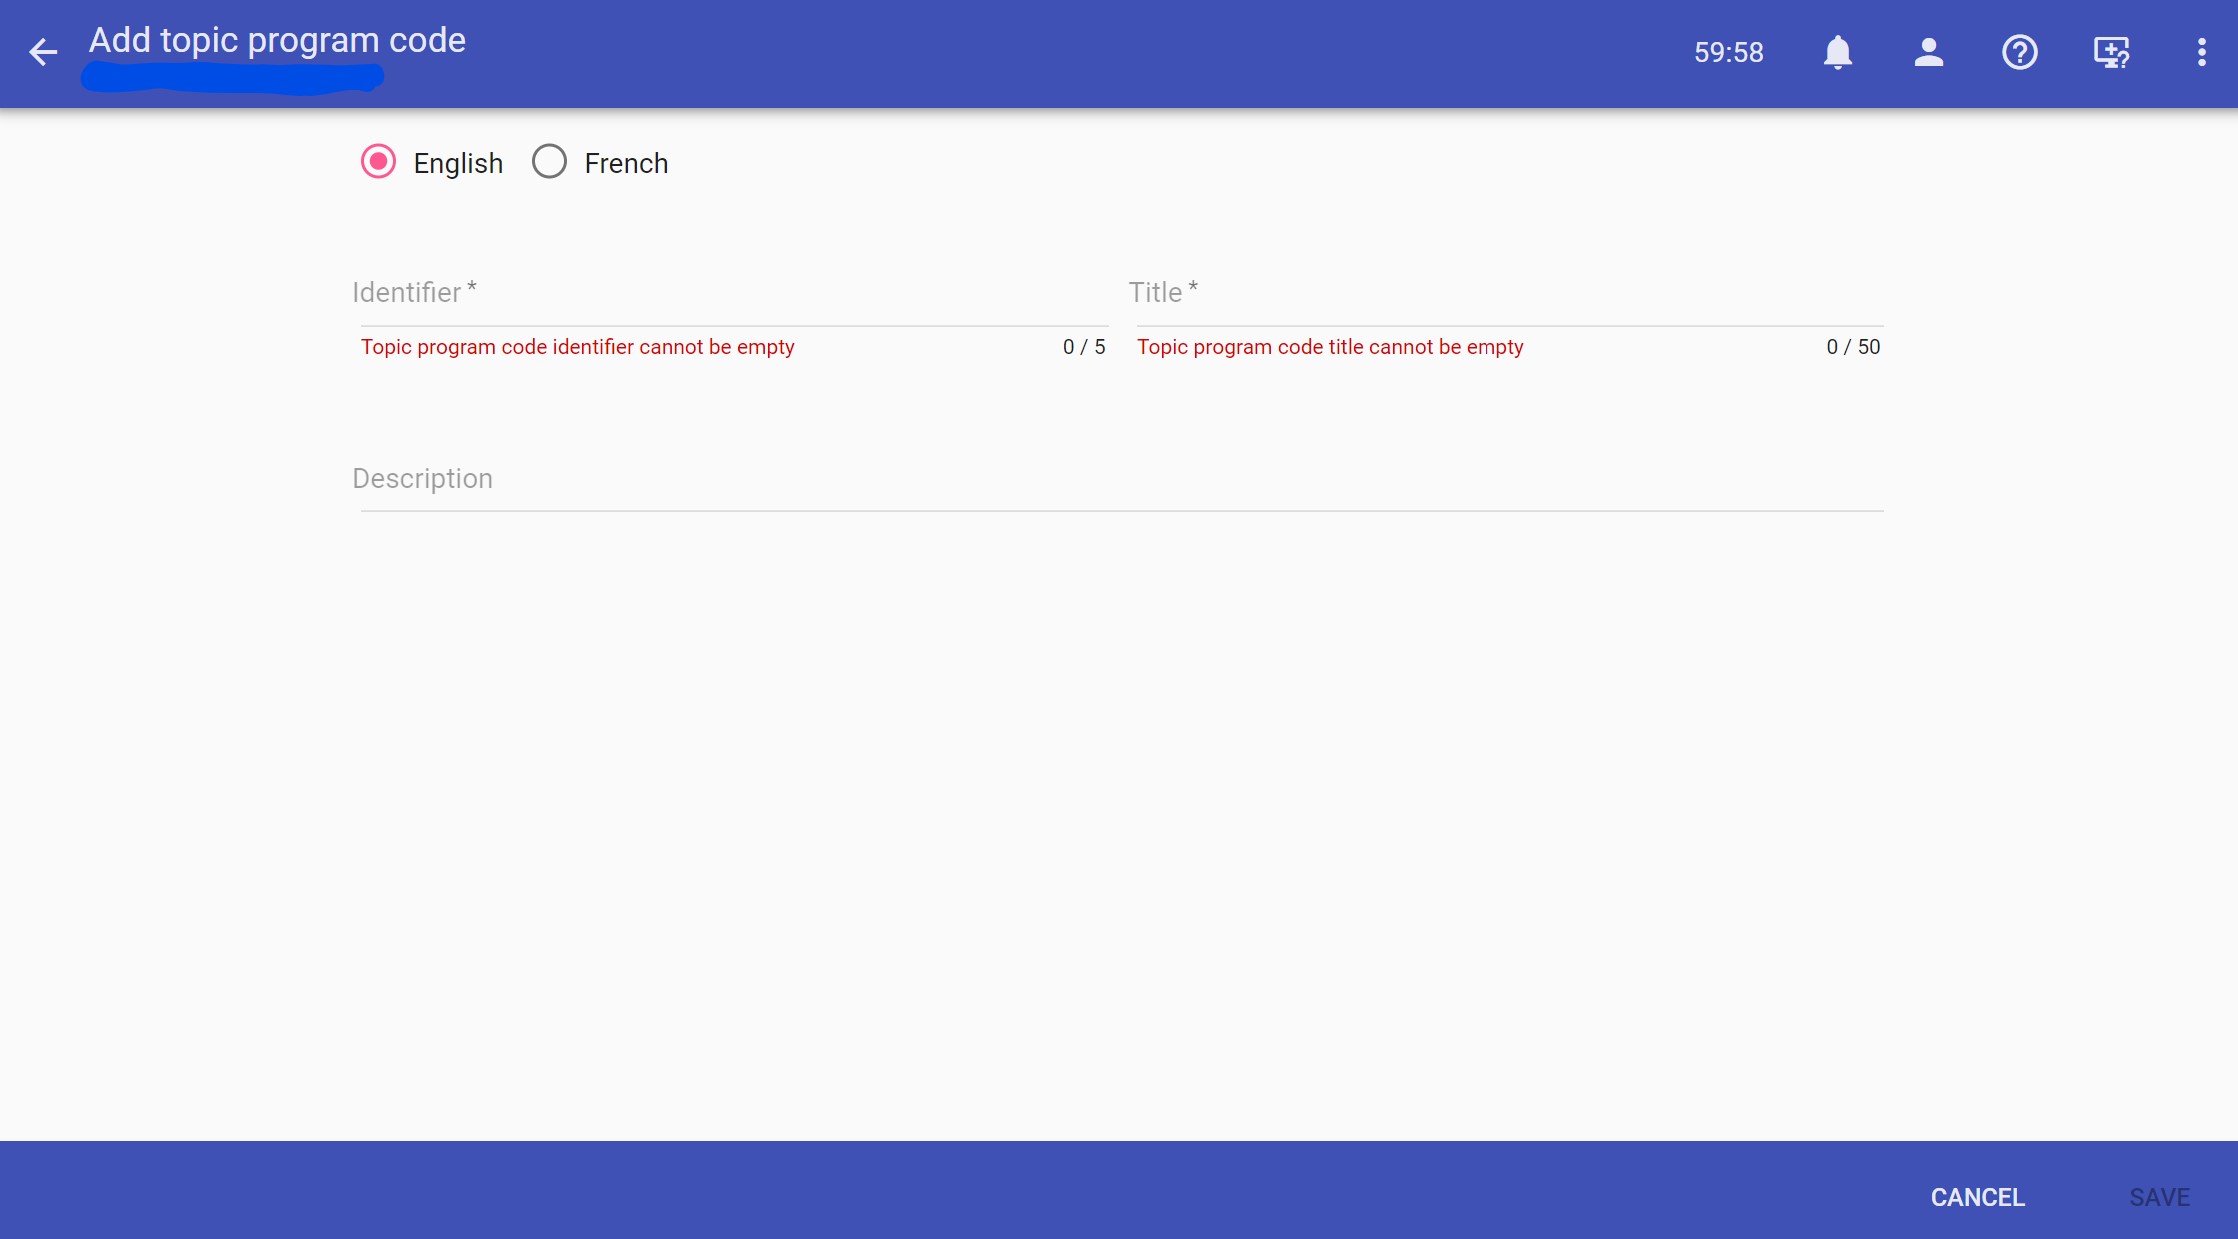 Add topic program code
59:58
English French
Identifier * Title *
Topic program code identifier cannot be empty 0 / 5 Topic program code title cannot be empty 0 / 50
Description
CANCEL SAVE